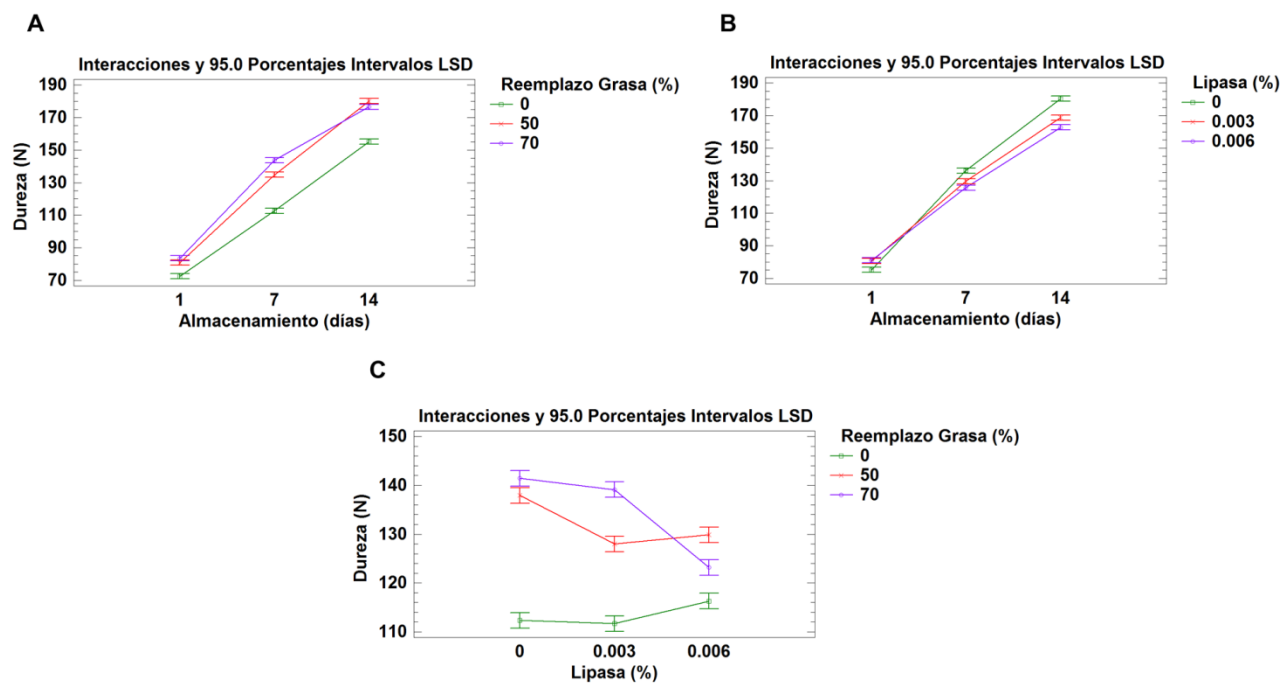 A
Interacciones y 95.0 Porcentajes Intervalos LSD
Reemplazo Grasa (%)
0
50
70
190
170
150
130
110
90
70
Dureza (N)
1 7 14
Almacenamiento (días)
B
Interacciones y 95.0 Porcentajes Intervalos LSD
Lipasa (%)
0
0.003
0.006
190
170
150
130
110
90
70
Dureza (N)
1 7 14
Almacenamiento (días)
C
Interacciones y 95.0 Porcentajes Intervalos LSD
Reemplazo Grasa (%)
0
50
70
150
140
130
120
110
Dureza (N)
0 0.003 0.006
Lipasa (%)